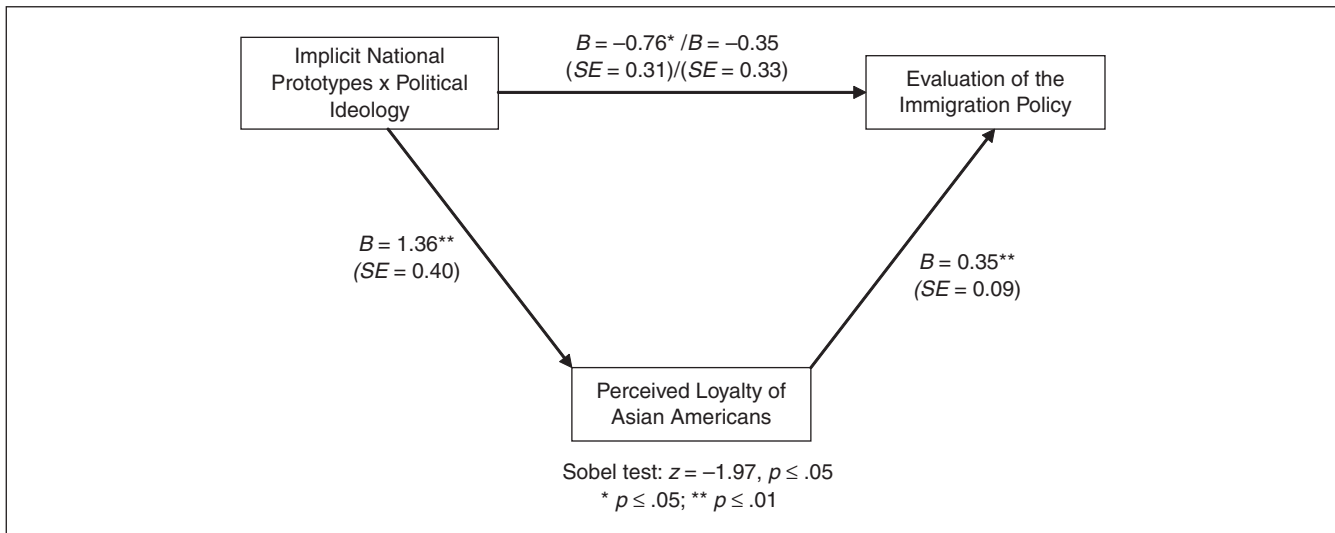 Implicit National
Prototypes x Political
Ideology
B = –0.76* /B = –0.35
(SE = 0.31)/(SE = 0.33)
Evaluation of the
Immigration Policy
B = 1.36**
(SE = 0.40)
B = 0.35**
(SE = 0.09)
Perceived Loyalty of
Asian Americans
Sobel test: z = –1.97, p ≤ .05
* p ≤ .05; ** p ≤ .01